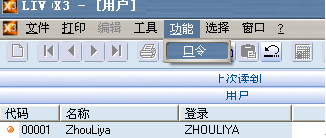 LIV OX3 - [用户]
文件 打印 编辑 工具 功能 选择 窗口 ?
口令
上次读到
用户
代码 名称 登录
00001 ZhouLiya ZHOULIYA